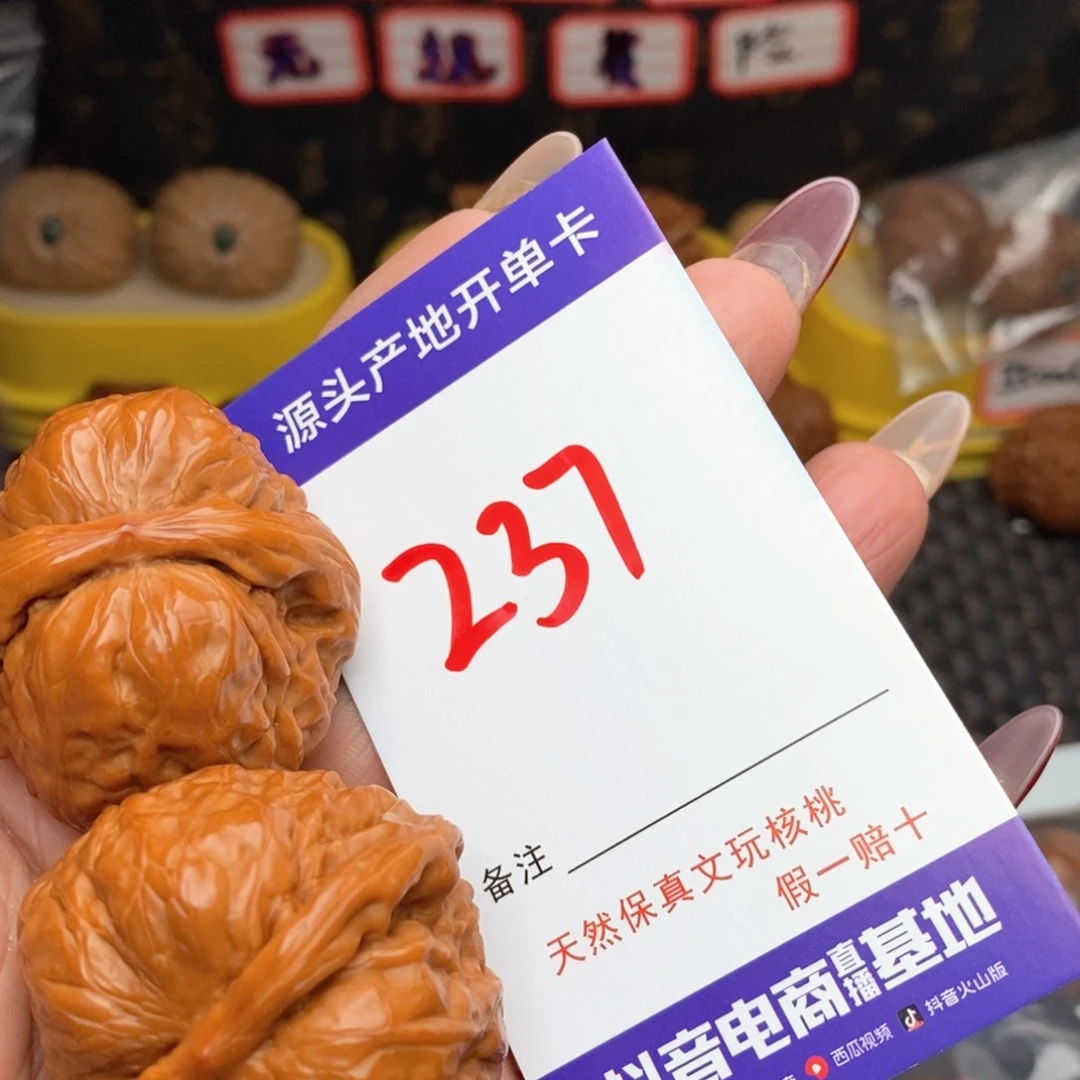 源头产地开单卡
237
备注
天然保真文玩核桃
假一赔十
抖音电商直播基地
西瓜视频 抖音火山版